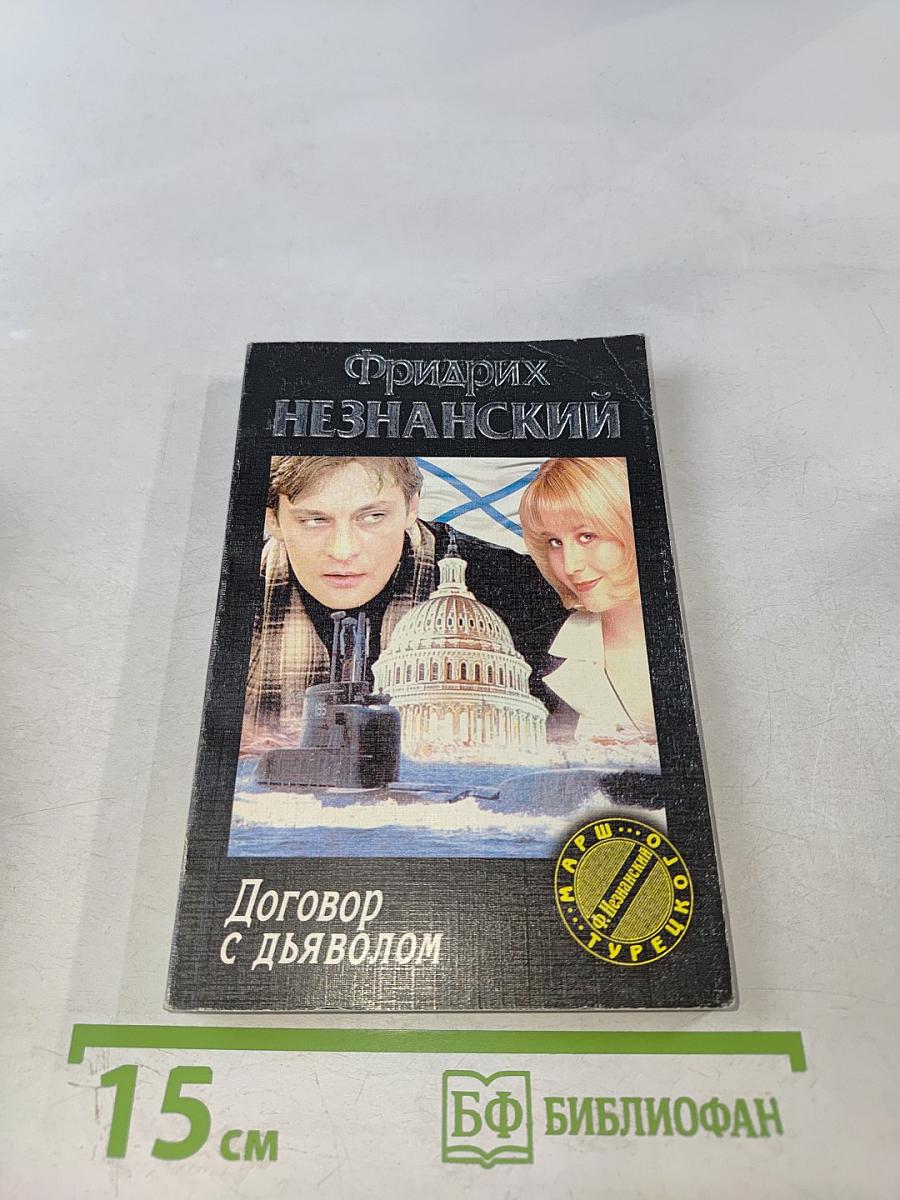 Фридрих
НЕЗНАНСКИЙ
Договор
с дьяволом
МАРШ
ТУРЕЦКОГО
Ф.Незнанский
15 см
БФ БИБЛИОФАН